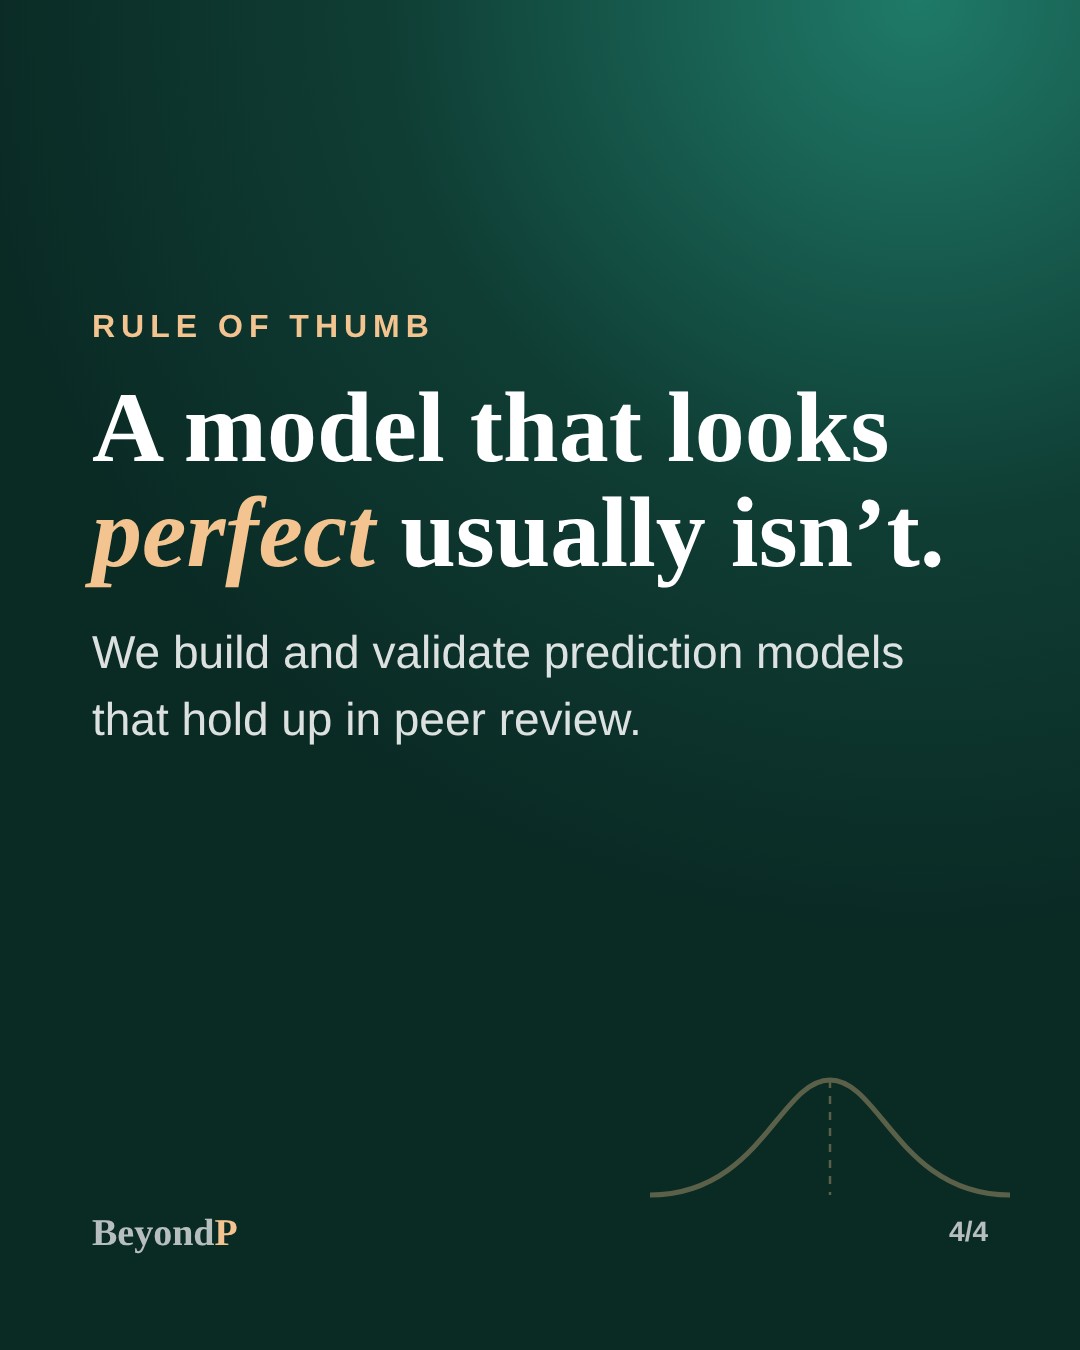 RULE OF THUMB
A model that looks
perfect usually isn’t.
We build and validate prediction models
that hold up in peer review.
BeyondP
4/4